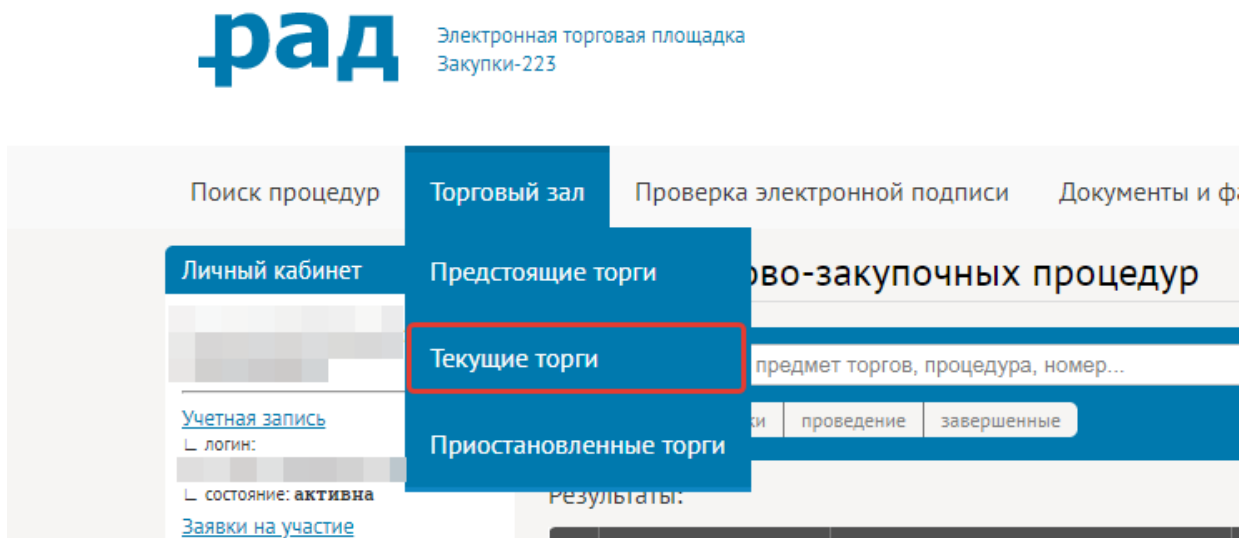 рад
Электронная торговая площадка
Закупки-223
Поиск процедур
Торговый зал
Проверка электронной подписи
Документы и
Личный кабинет
Предстоящие торги
ово-закупочных процедур
Текущие торги
предмет торгов, процедура, номер...
Учетная запись
∟ логин:
проведение
завершенные
Приостановленные торги
∟ состояние: активна
Результаты:
Заявки на участие